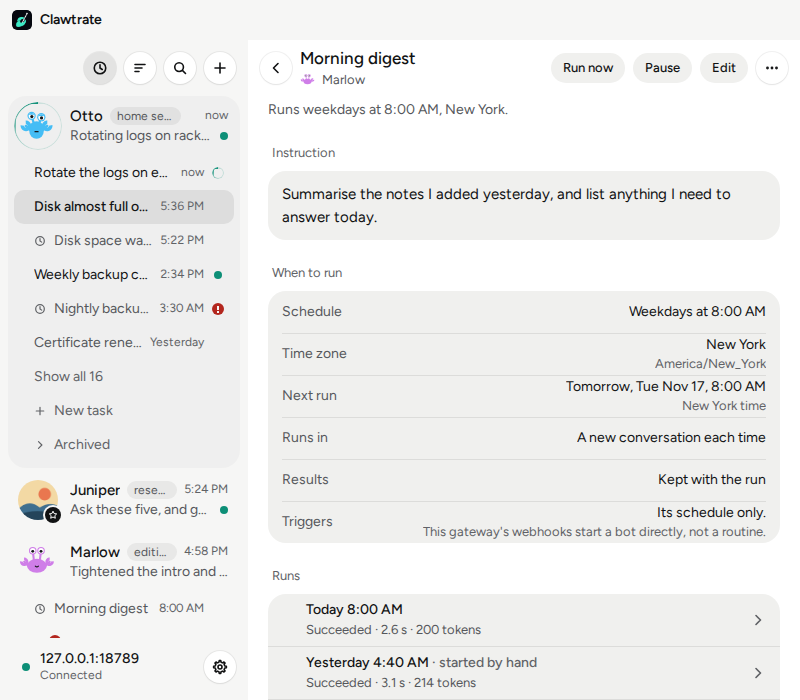 Clawtrate
Otto
home se...
now
Rotating logs on rack...
Rotate the logs on e...
now
Disk almost full o...
5:36 PM
Disk space wa...
5:22 PM
Weekly backup c...
2:34 PM
Nightly backu...
3:30 AM
Certificate rene...
Yesterday
Show all 16
New task
Archived
Juniper
rese...
5:24 PM
Ask these five, and g...
Marlow
editi...
4:58 PM
Tightened the intro and ...
Morning digest
8:00 AM
127.0.0.1:18789
Connected
Morning digest
Marlow
Run now
Pause
Edit
Runs weekdays at 8:00 AM, New York.
Instruction
Summarise the notes I added yesterday, and list anything I need to
answer today.
When to run
Schedule
Weekdays at 8:00 AM
Time zone
New York
America/New_York
Next run
Tomorrow, Tue Nov 17, 8:00 AM
New York time
Runs in
A new conversation each time
Results
Kept with the run
Triggers
Its schedule only.
This gateway's webhooks start a bot directly, not a routine.
Runs
Today 8:00 AM
Succeeded · 2.6 s · 200 tokens
Yesterday 4:40 AM · started by hand
Succeeded · 3.1 s · 214 tokens